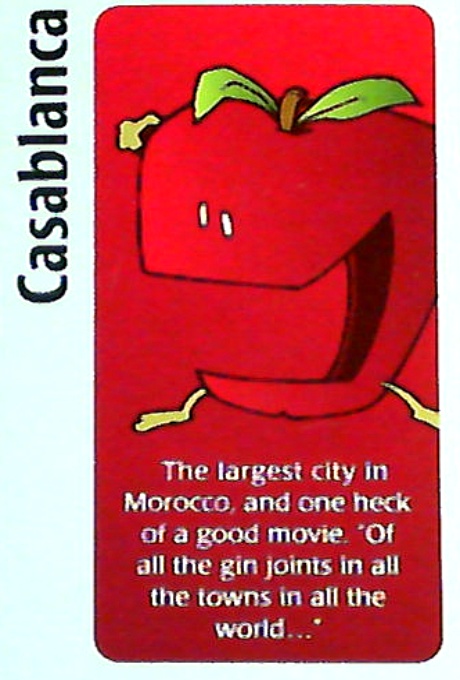 Casablanca
The largest city in
Morocco, and one heck
of a good movie. "Of
all the gin joints in all
the towns in all the
world..."